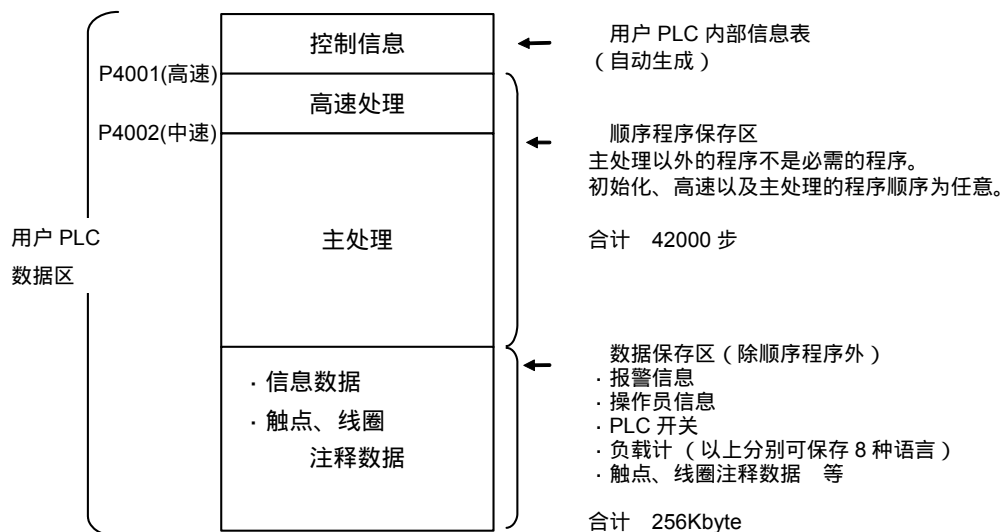 控制信息
用户 PLC 内部信息表
（自动生成）
P4001(高速)
高速处理
P4002(中速)
顺序程序保存区
主处理以外的程序不是必需的程序。
初始化、高速以及主处理的程序顺序为任意。
合计 42000 步
用户 PLC
数据区
主处理
· 信息数据
· 触点、线圈
注释数据
数据保存区（除顺序程序外）
· 报警信息
· 操作员信息
· PLC 开关
· 负载计（以上分别可保存 8 种语言）
· 触点、线圈注释数据 等
合计 256Kbyte